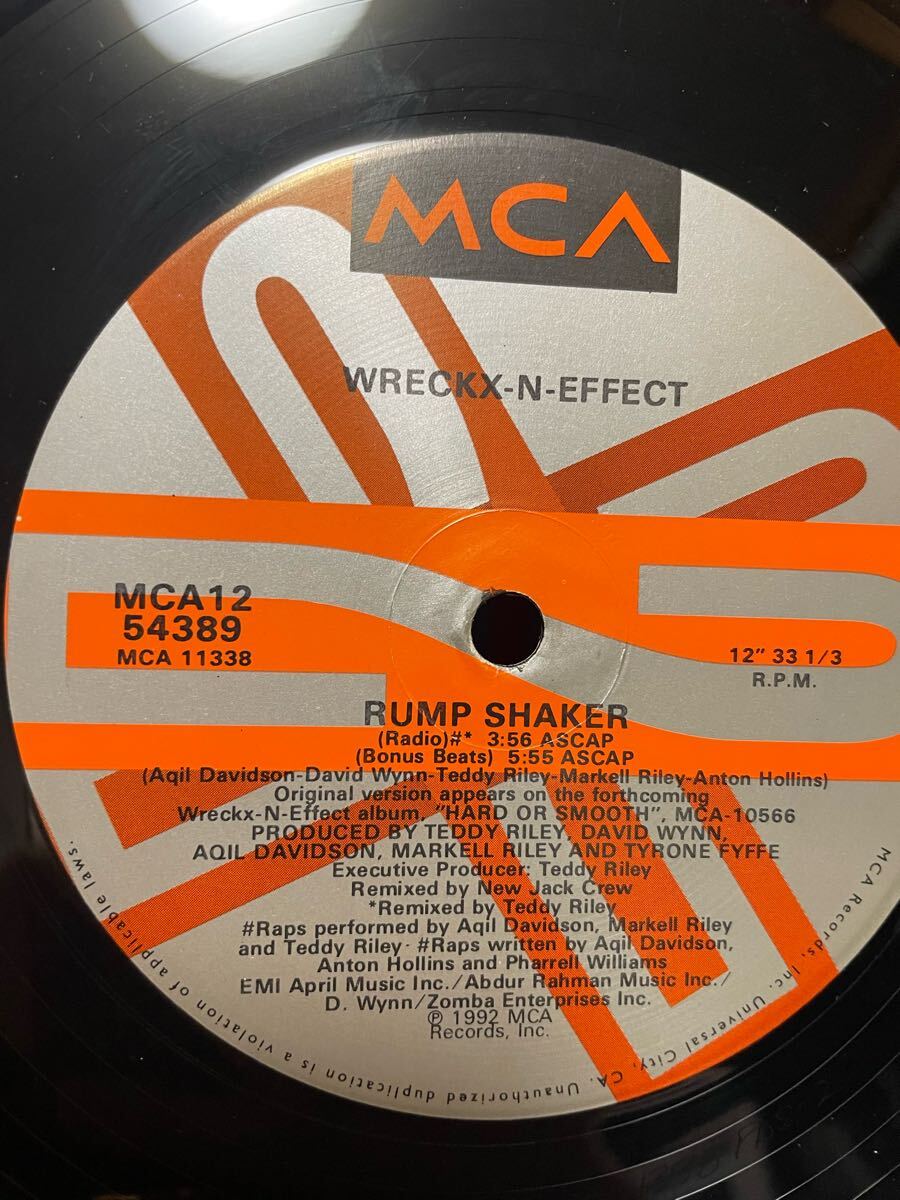 MCA
WRECKX-N-EFFECT
MCA12
54389
MCA 11338
12" 33 1/3
R.P.M.
RUMP SHAKER
(Radio)#* 3:56 ASCAP
(Bonus Beats) 5:55 ASCAP
(Aqil Davidson-David Wynn-Teddy Riley-Markell Riley-Anton Hollins)
Original version appears on the forthcoming
Wreckx-N-Effect album, "HARD OR SMOOTH", MCA-10566
PRODUCED BY TEDDY RILEY, DAVID WYNN,
AQIL DAVIDSON, MARKELL RILEY AND TYRONE FYFFE
Executive Producer: Teddy Riley
Remixed by New Jack Crew
*Remixed by Teddy Riley
#Raps performed by Aqil Davidson, Markell Riley
and Teddy Riley · #Raps written by Aqil Davidson,
Anton Hollins and Pharrell Williams
EMI April Music Inc./Abdur Rahman Music Inc./
D. Wynn/Zomba Enterprises Inc.
℗ 1992 MCA
Records, Inc.
MCA Records, Inc. Universal City, CA. Unauthorized duplication is a violation of applicable laws.